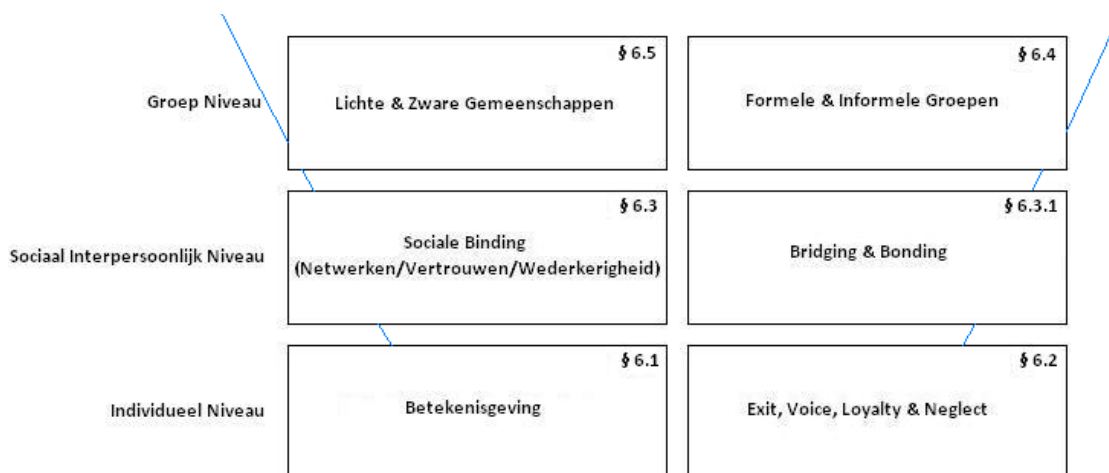 § 6.5
§ 6.4
Groep Niveau
Lichte & Zware Gemeenschappen
Formele & Informele Groepen
§ 6.3
§ 6.3.1
Sociaal Interpersoonlijk Niveau
Sociale Binding
(Netwerken/Vertrouwen/Wederkerigheid)
Bridging & Bonding
§ 6.1
§ 6.2
Individueel Niveau
Betekenisgeving
Exit, Voice, Loyalty & Neglect